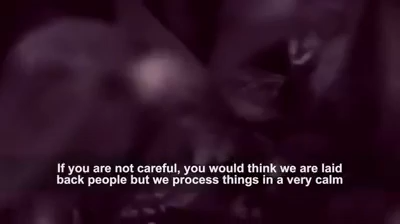 If you are not careful, you would think we are laid
back people but we process things in a very calm